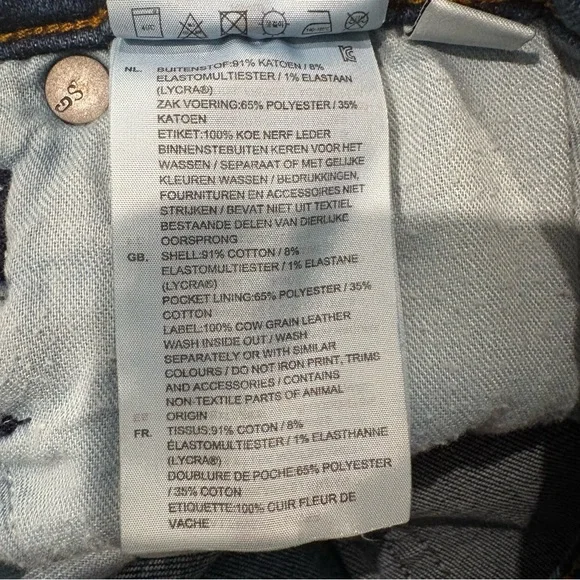 40C
NL. BUITENSTOF:91% KATOEN / 8%
ELASTOMULTIESTER / 1% ELASTAAN
(LYCRA®)
ZAK VOERING:65% POLYESTER / 35%
KATOEN
ETIKET:100% KOE NERF LEDER
BINNENSTEBUITEN KEREN VOOR HET
WASSEN / SEPARAAT OF MET GELIJKE
KLEUREN WASSEN / BEDRUKKINGEN,
FOURNITUREN EN ACCESSOIRES NIET
STRIJKEN / BEVAT NIET UIT TEXTIEL
BESTAANDE DELEN VAN DIERLIJKE
OORSPRONG
GB. SHELL:91% COTTON / 8%
ELASTOMULTIESTER / 1% ELASTANE
(LYCRA®)
POCKET LINING:65% POLYESTER / 35%
COTTON
LABEL:100% COW GRAIN LEATHER
WASH INSIDE OUT / WASH
SEPARATELY OR WITH SIMILAR
COLOURS / DO NOT IRON PRINT, TRIMS
AND ACCESSORIES / CONTAINS
NON-TEXTILE PARTS OF ANIMAL
ORIGIN
FR. TISSUS:91% COTON / 8%
ÉLASTOMULTIESTER / 1% ELASTHANNE
(LYCRA®)
DOUBLURE DE POCHE:65% POLYESTER
/ 35% COTON
ETIQUETTE:100% CUIR FLEUR DE
VACHE